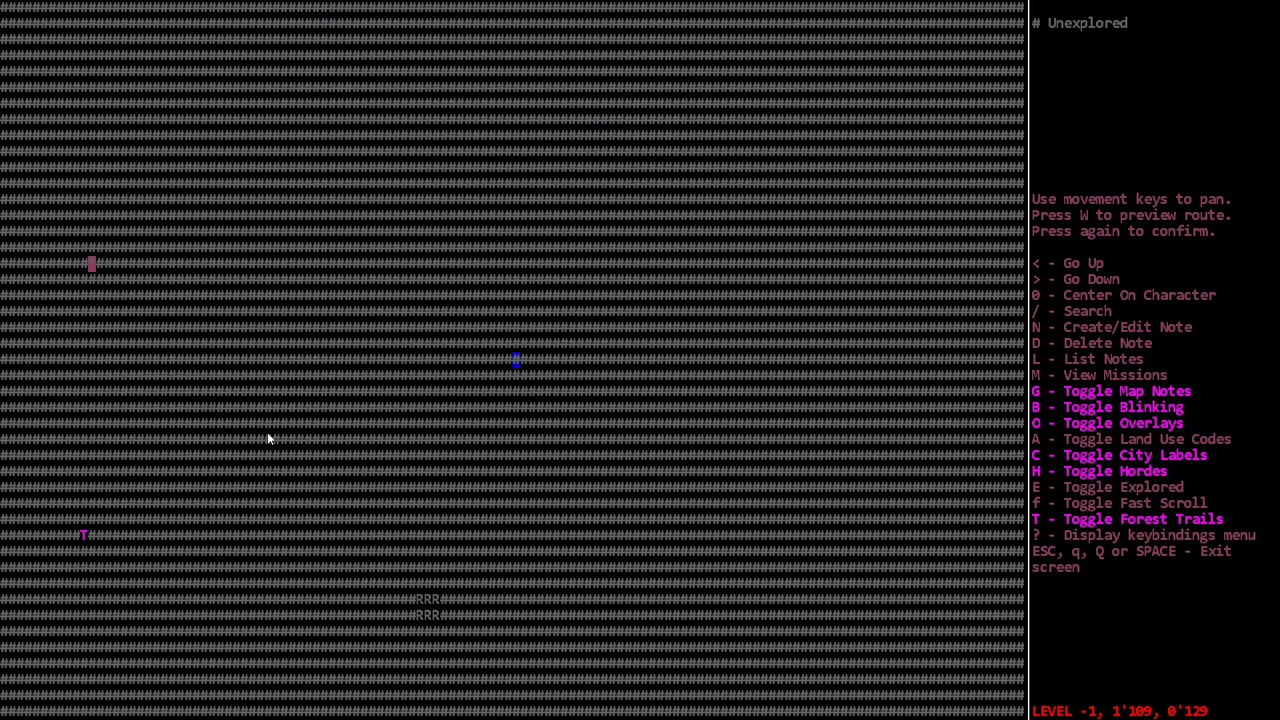 # Unexplored
Use movement keys to pan.
Press W to preview route.
Press again to confirm.
< - Go Up
> - Go Down
0 - Center On Character
/ - Search
N - Create/Edit Note
D - Delete Note
L - List Notes
M - View Missions
G - Toggle Map Notes
B - Toggle Blinking
O - Toggle Overlays
A - Toggle Land Use Codes
C - Toggle City Labels
H - Toggle Hordes
E - Toggle Explored
f - Toggle Fast Scroll
T
T - Toggle Forest Trails
? - Display keybindings menu
ESC, q, Q or SPACE - Exit
screen
RRR
RRR
LEVEL -1, 1'109, 0'129